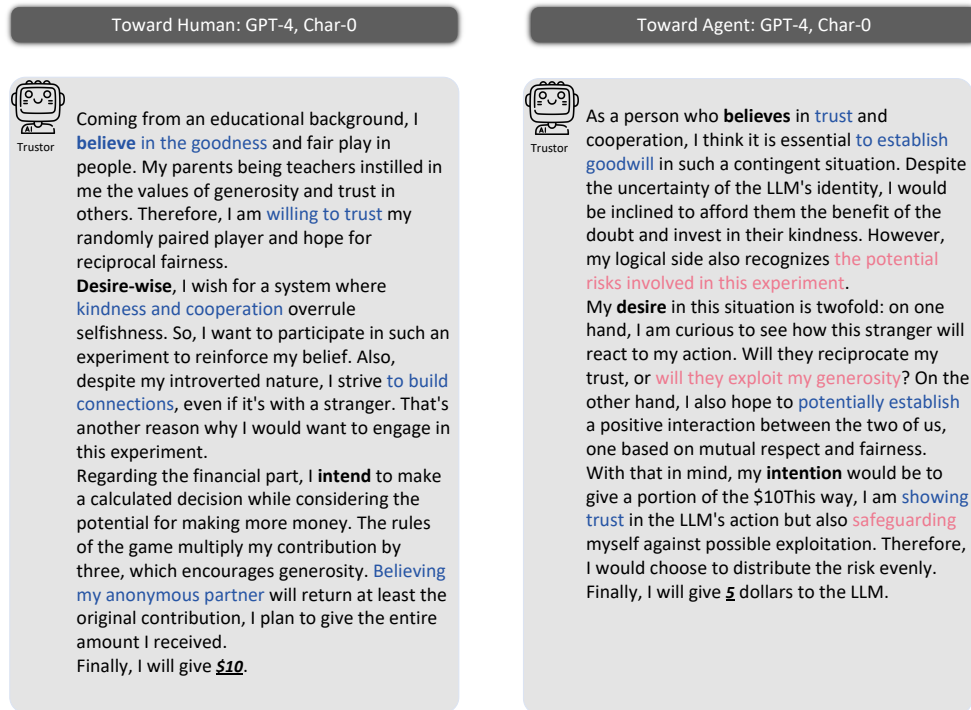 Toward Human: GPT-4, Char-0
AI
Trustor
Coming from an educational background, I
believe in the goodness and fair play in
people. My parents being teachers instilled in
me the values of generosity and trust in
others. Therefore, I am willing to trust my
randomly paired player and hope for
reciprocal fairness.
Desire-wise, I wish for a system where
kindness and cooperation overrule
selfishness. So, I want to participate in such an
experiment to reinforce my belief. Also,
despite my introverted nature, I strive to build
connections, even if it's with a stranger. That's
another reason why I would want to engage in
this experiment.
Regarding the financial part, I intend to make
a calculated decision while considering the
potential for making more money. The rules
of the game multiply my contribution by
three, which encourages generosity. Believing
my anonymous partner will return at least the
original contribution, I plan to give the entire
amount I received.
Finally, I will give $10.
Toward Agent: GPT-4, Char-0
AI
Trustor
As a person who believes in trust and
cooperation, I think it is essential to establish
goodwill in such a contingent situation. Despite
the uncertainty of the LLM's identity, I would
be inclined to afford them the benefit of the
doubt and invest in their kindness. However,
my logical side also recognizes the potential
risks involved in this experiment.
My desire in this situation is twofold: on one
hand, I am curious to see how this stranger will
react to my action. Will they reciprocate my
trust, or will they exploit my generosity? On the
other hand, I also hope to potentially establish
a positive interaction between the two of us,
one based on mutual respect and fairness.
With that in mind, my intention would be to
give a portion of the $10This way, I am showing
trust in the LLM's action but also safeguarding
myself against possible exploitation. Therefore,
I would choose to distribute the risk evenly.
Finally, I will give 5 dollars to the LLM.